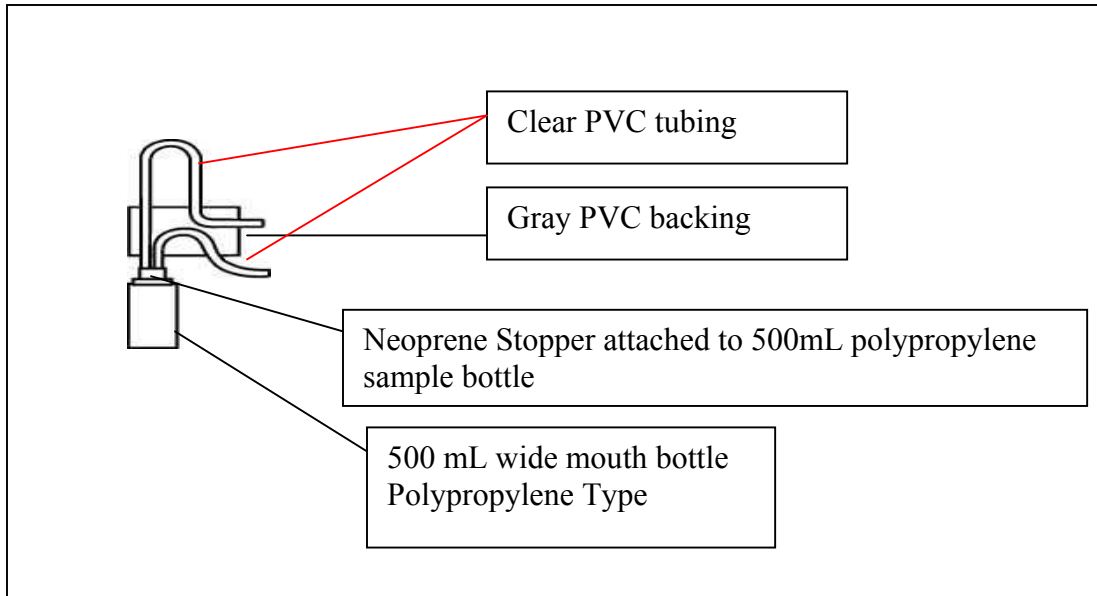 Clear PVC tubing
Gray PVC backing
Neoprene Stopper attached to 500mL polypropylene
sample bottle
500 mL wide mouth bottle
Polypropylene Type